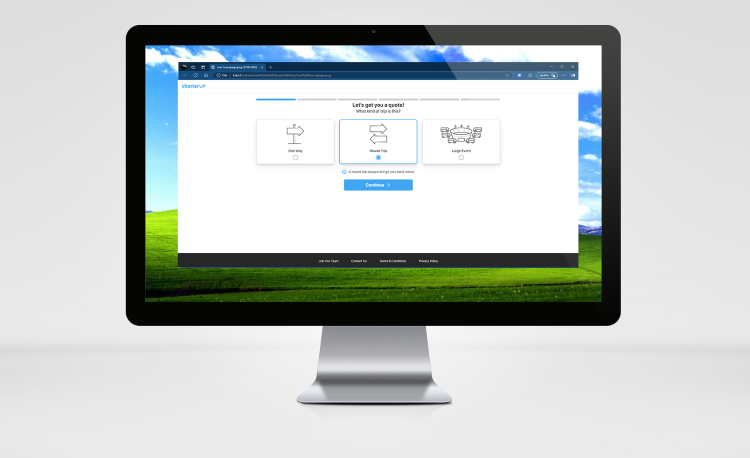 charterUP
Let's get you a quote!
What kind of trip is this?
One Way
Round Trip
Large Event
A round trip always brings you back home.
Continue
Join Our Team
Contact Us
Terms & Conditions
Privacy Policy